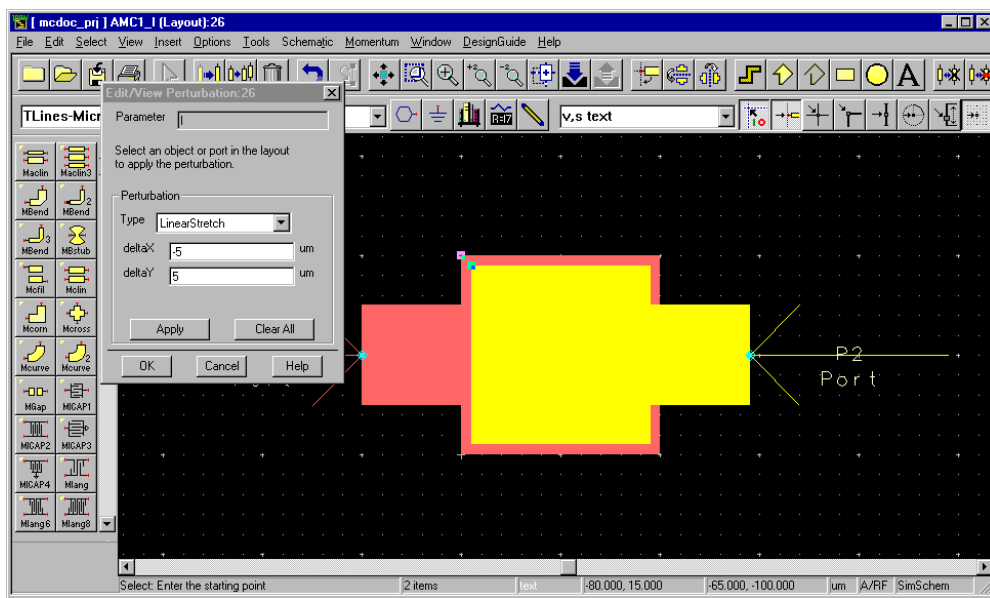 [ mcdoc_prj ] AMC1_l (Layout):26
File Edit Select View Insert Options Tools Schematic Momentum Window DesignGuide Help
Edit/View Perturbation:26
TLines-Micr
v,s text
Parameter l
Select an object or port in the layout
to apply the perturbation.
Perturbation
Type LinearStretch
deltaX -5 um
deltaY 5 um
Apply Clear All
OK Cancel Help
Maclin Maclin3
MBend MBend
MBend MBstub
Mcfil Mclin
Mcorn Mcross
Mcurve Mcurve
MGap MICAP1
MICAP2 MICAP3
MICAP4 Mlang
Mlang6 Mlang8
P2
Port
Select: Enter the starting point 2 items text -80.000, 15.000 -65.000, -100.000 um A/RF SimSchem